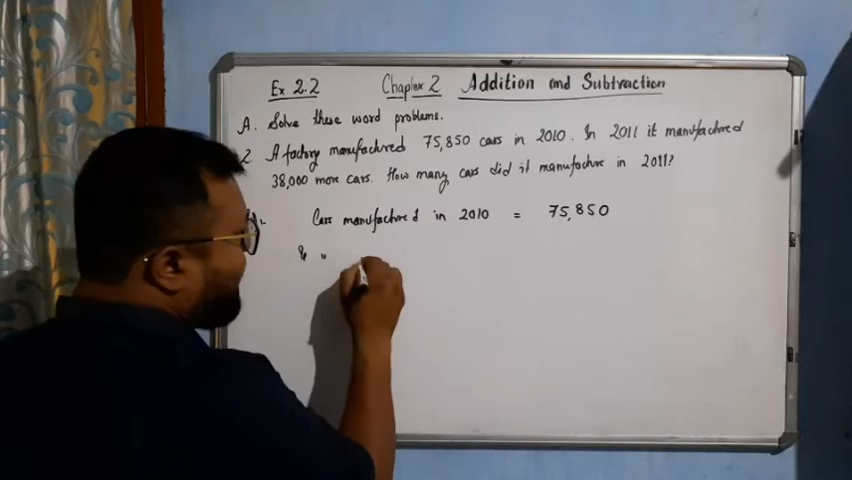 Ex 2.2 Chapter 2 Addition and Subtraction
A. Solve these word problems.
2. A factory manufactured 75,850 cars in 2010. In 2011 it manufactured
38,000 more cars. How many cars did it manufacture in 2011?
Cars manufactured in 2010 = 75,850
& "